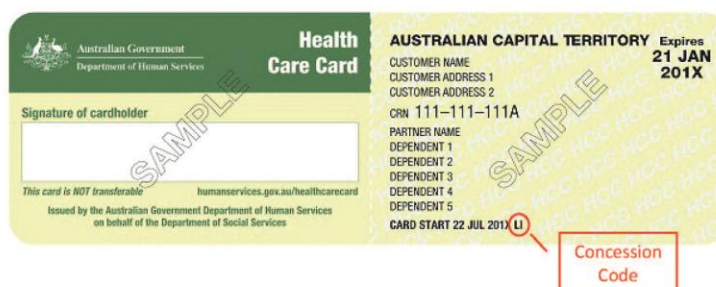 Australian Government
Department of Human Services
Health
Care Card
Signature of cardholder
SAMPLE
This card is NOT transferable
humanservices.gov.au/healthcarecard
Issued by the Australian Government Department of Human Services
on behalf of the Department of Social Services
AUSTRALIAN CAPITAL TERRITORY
Expires
21 JAN
201X
CUSTOMER NAME
CUSTOMER ADDRESS 1
CUSTOMER ADDRESS 2
CRN 111–111–111A
PARTNER NAME
DEPENDENT 1
DEPENDENT 2
DEPENDENT 3
DEPENDENT 4
DEPENDENT 5
SAMPLE
CARD START 22 JUL 201X LI
Concession
Code